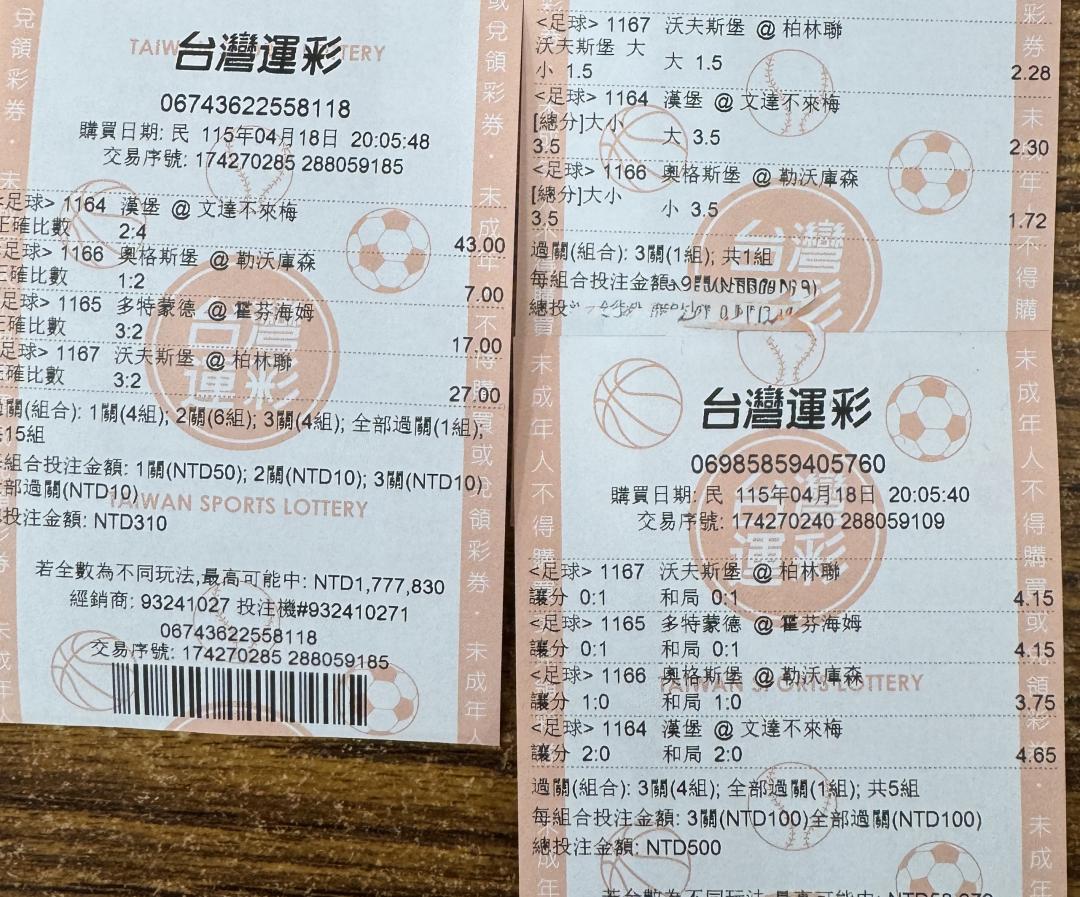 台灣運彩
06743622558118
購買日期: 民 115年04月18日 20:05:48
交易序號: 174270285 288059185
<足球> 1164 漢堡 @ 文達不來梅
正確比數 2:4 43.00
<足球> 1166 奧格斯堡 @ 勒沃庫森
正確比數 1:2 7.00
足球> 1165 多特蒙德 @ 霍芬海姆
正確比數 3:2 17.00
足球> 1167 沃夫斯堡 @ 柏林聯
正確比數 3:2 27.00
關(組合): 1關(4組); 2關(6組); 3關(4組); 全部過關(1組);
共15組
組合投注金額: 1關(NTD50); 2關(NTD10); 3關(NTD10)
部過關(NTD10)
TAIWAN SPORTS LOTTERY
投注金額: NTD310
若全數為不同玩法,最高可能中: NTD1,777,830
經銷商: 93241027 投注機#932410271
06743622558118
交易序號: 174270285 288059185
<足球> 1167 沃夫斯堡 @ 柏林聯
沃夫斯堡 大
小 1.5 大 1.5 2.28
<足球> 1164 漢堡 @ 文達不來梅
[總分]大小
3.5 大 3.5 2.30
<足球> 1166 奧格斯堡 @ 勒沃庫森
[總分]大小
3.5 小 3.5 1.72
過關(組合): 3關(1組); 共1組
每組合投注金額
總投
台灣運彩
06985859405760
購買日期: 民 115年04月18日 20:05:40
交易序號: 174270240 288059109
<足球> 1167 沃夫斯堡 @ 柏林聯
讓分 0:1 和局 0:1 4.15
<足球> 1165 多特蒙德 @ 霍芬海姆
讓分 0:1 和局 0:1 4.15
<足球> 1166 奧格斯堡 @ 勒沃庫森
TAIWAN SPORTS LOTTERY
讓分 1:0 和局 1:0 3.75
<足球> 1164 漢堡 @ 文達不來梅
讓分 2:0 和局 2:0 4.65
過關(組合): 3關(4組); 全部過關(1組); 共5組
每組合投注金額: 3關(NTD100)全部過關(NTD100)
總投注金額: NTD500